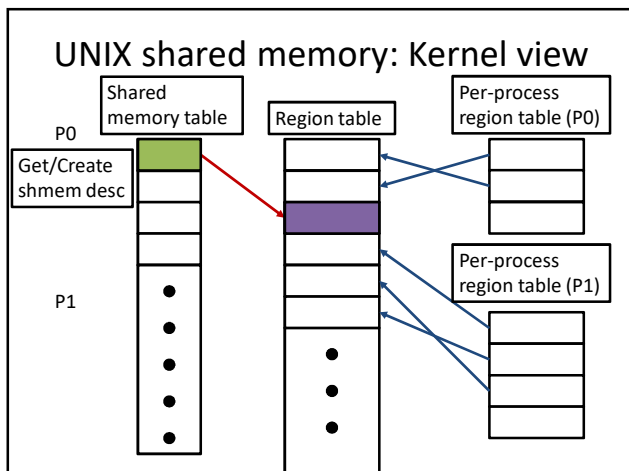 UNIX shared memory: Kernel view
Shared
memory table
Region table
Per-process
region table (P0)
P0
Get/Create
shmem desc
Per-process
region table (P1)
P1